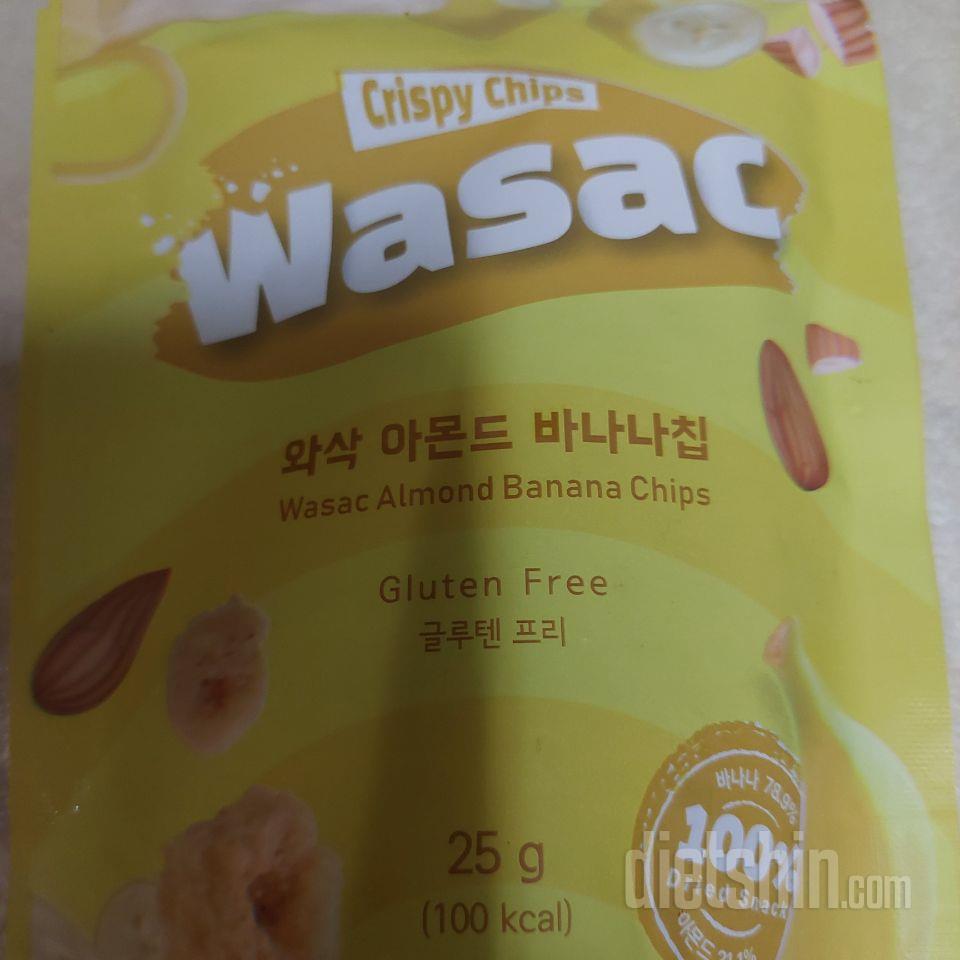 Crispy Chips
Wasac
와삭 아몬드 바나나칩
Wasac Almond Banana Chips
Gluten Free
글루텐 프리
25 g
(100 kcal)
바나나 78.9%
100%
Dried Snack
아몬드 21.1%
dietshin.com